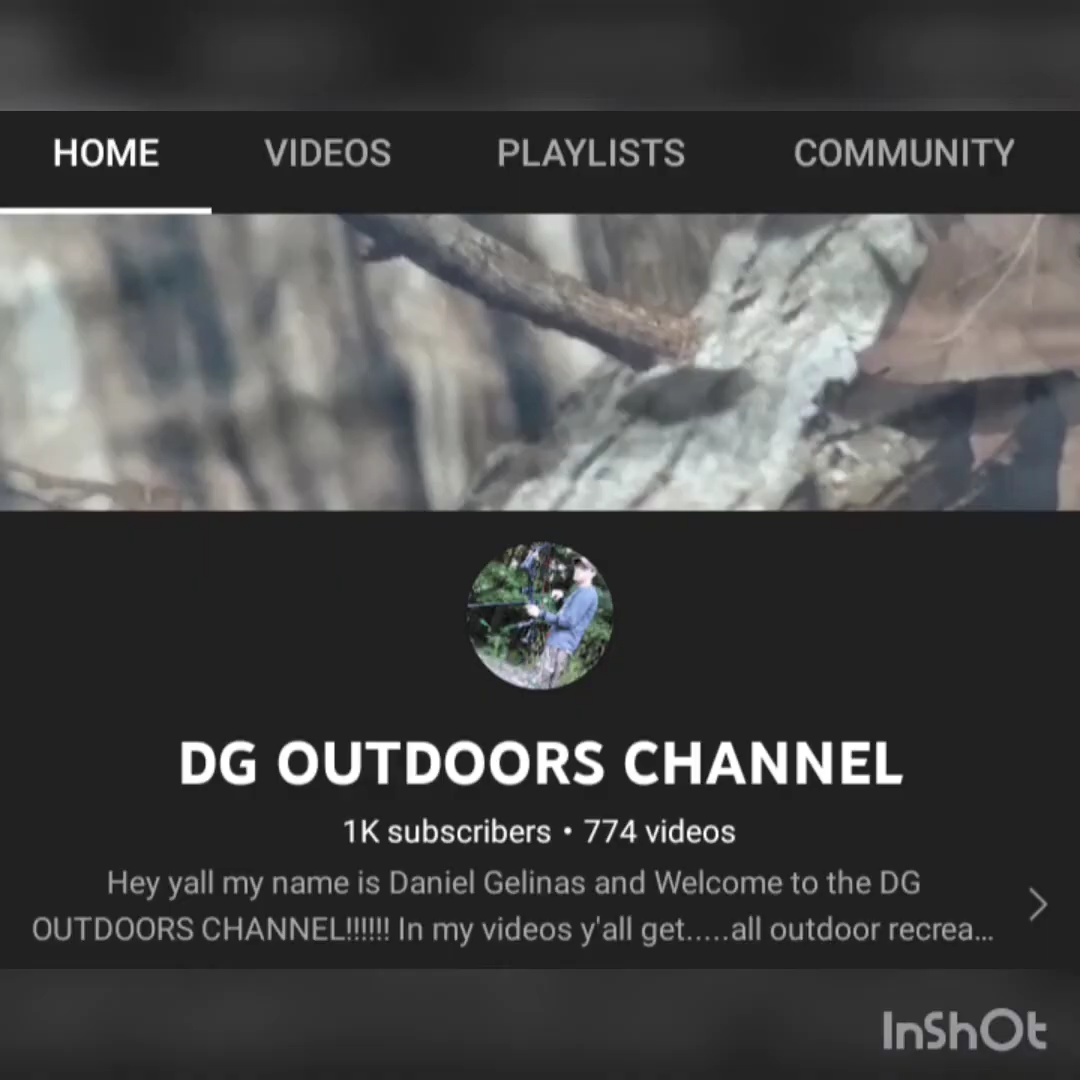 HOME VIDEOS PLAYLISTS COMMUNITY
DG OUTDOORS CHANNEL
1K subscribers • 774 videos
Hey yall my name is Daniel Gelinas and Welcome to the DG
OUTDOORS CHANNEL!!!!!! In my videos y'all get.....all outdoor recrea...
InShOt